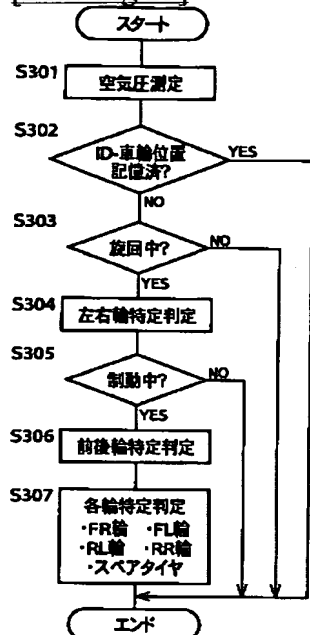 スタート
S301
空気圧測定
S302
ID-車輪位置
記憶済?
YES
NO
S303
旋回中?
NO
YES
S304
左右輪特定判定
S305
制動中?
NO
YES
S306
前後輪特定判定
S307
各輪特定判定
・FR輪 ・FL輪
・RL輪 ・RR輪
・スペアタイヤ
エンド